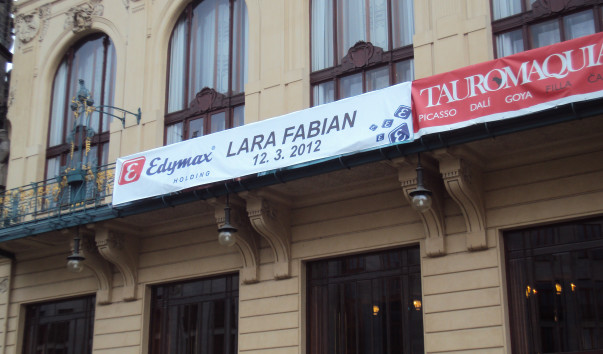 E Edymax
HOLDING
LARA FABIAN
12. 3. 2012
TAUROMAQUIA
PICASSO DALÍ GOYA